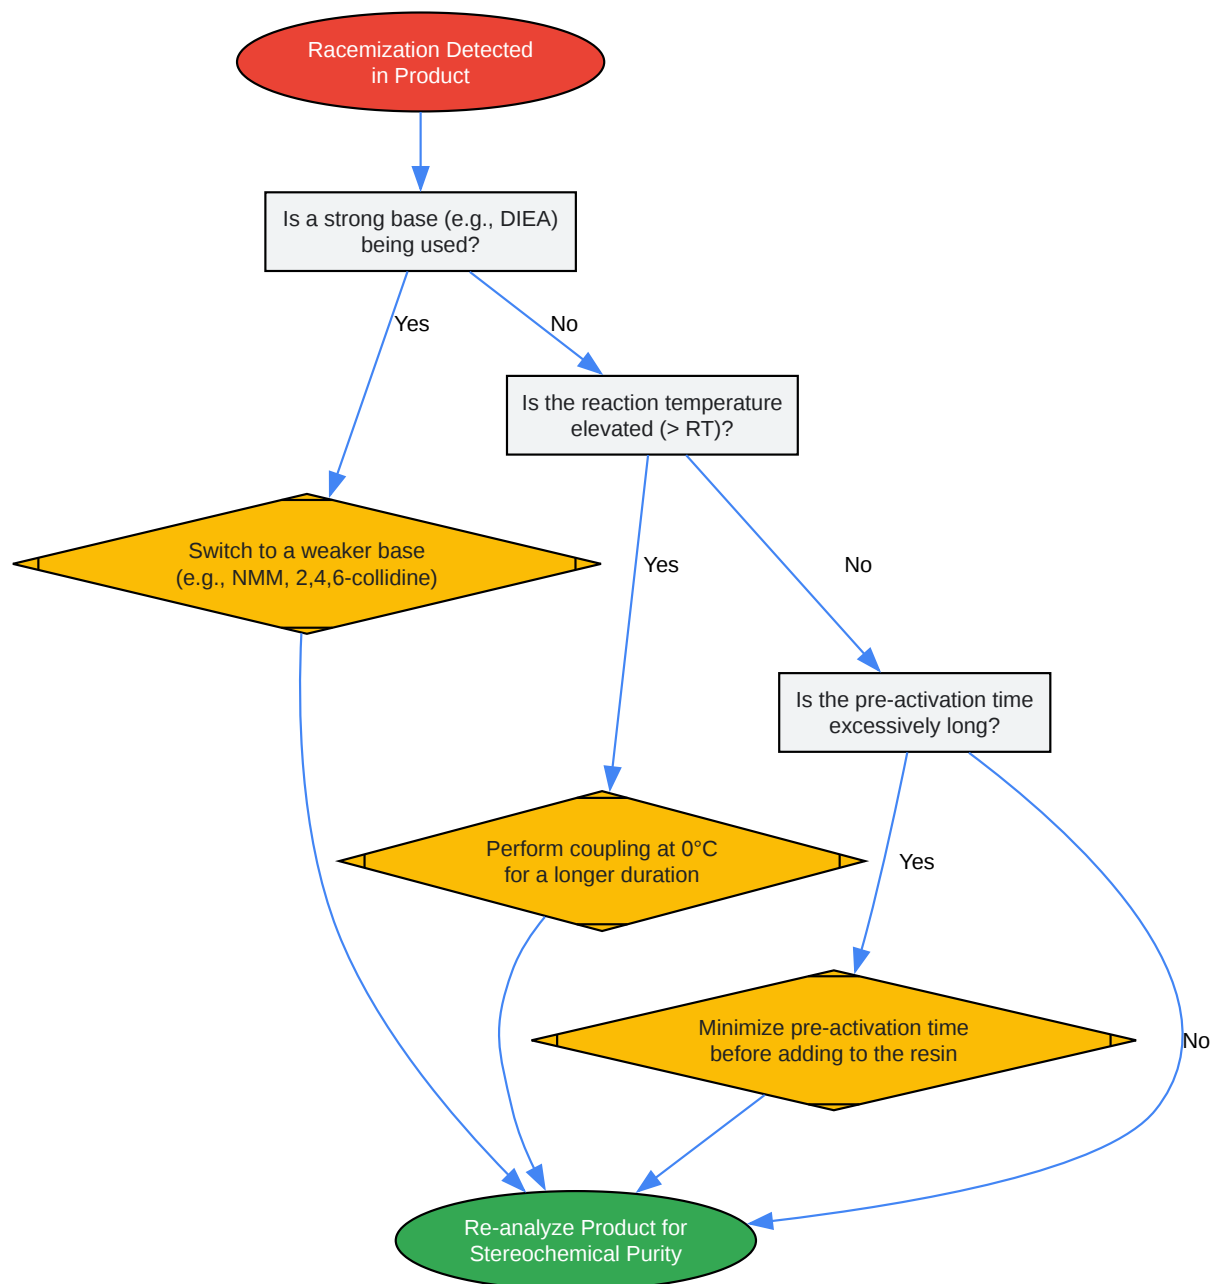 Racemization Detected
in Product
Is a strong base (e.g., DIEA)
being used?
Yes
No
Is the reaction temperature
elevated (> RT)?
Switch to a weaker base
(e.g., NMM, 2,4,6-collidine)
Yes
No
Is the pre-activation time
excessively long?
Perform coupling at 0°C
for a longer duration
Yes
Minimize pre-activation time
before adding to the resin
No
Re-analyze Product for
Stereochemical Purity